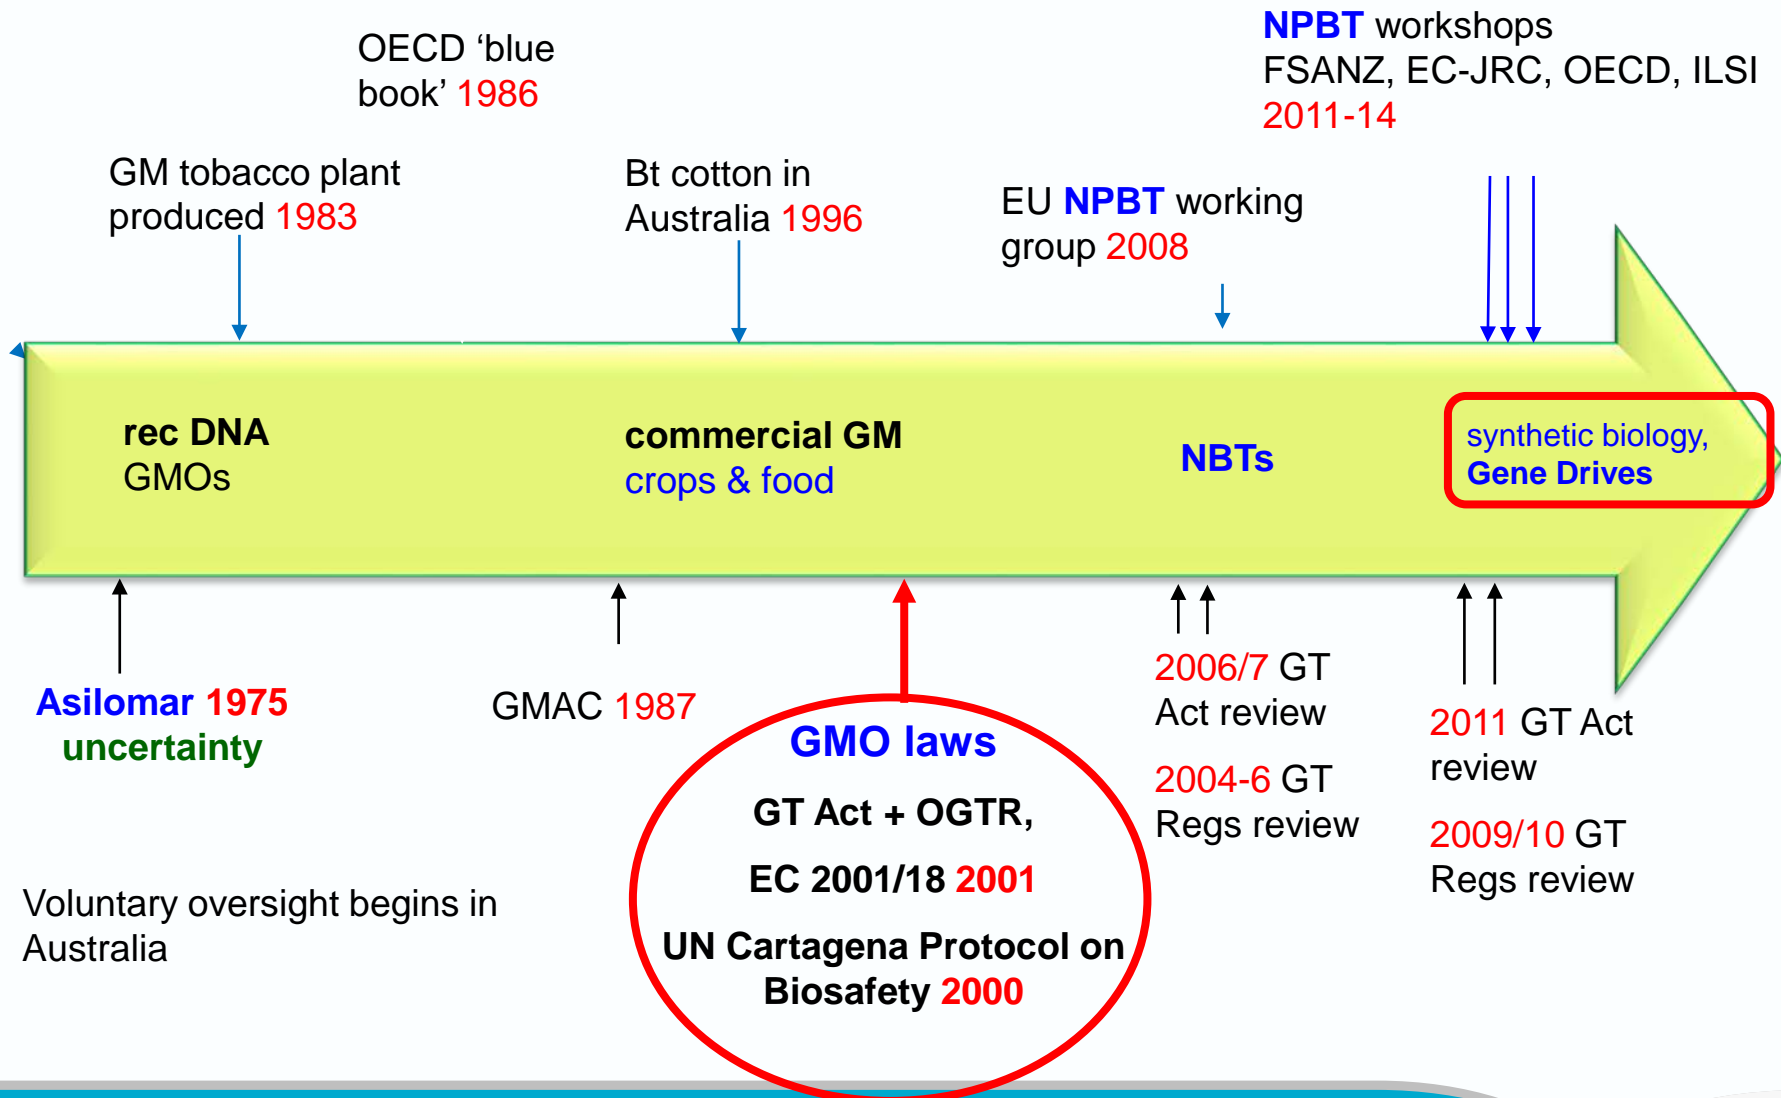 OECD ‘blue
book’ 1986
NPBT workshops
FSANZ, EC-JRC, OECD, ILSI
2011-14
GM tobacco plant
produced 1983
Bt cotton in
Australia 1996
EU NPBT working
group 2008
rec DNA
GMOs
commercial GM
crops & food
NBTs
synthetic biology,
Gene Drives
Asilomar 1975
uncertainty
GMAC 1987
GMO laws
GT Act + OGTR,
EC 2001/18 2001
UN Cartagena Protocol on
Biosafety 2000
2006/7 GT
Act review
2004-6 GT
Regs review
2011 GT Act
review
2009/10 GT
Regs review
Voluntary oversight begins in
Australia